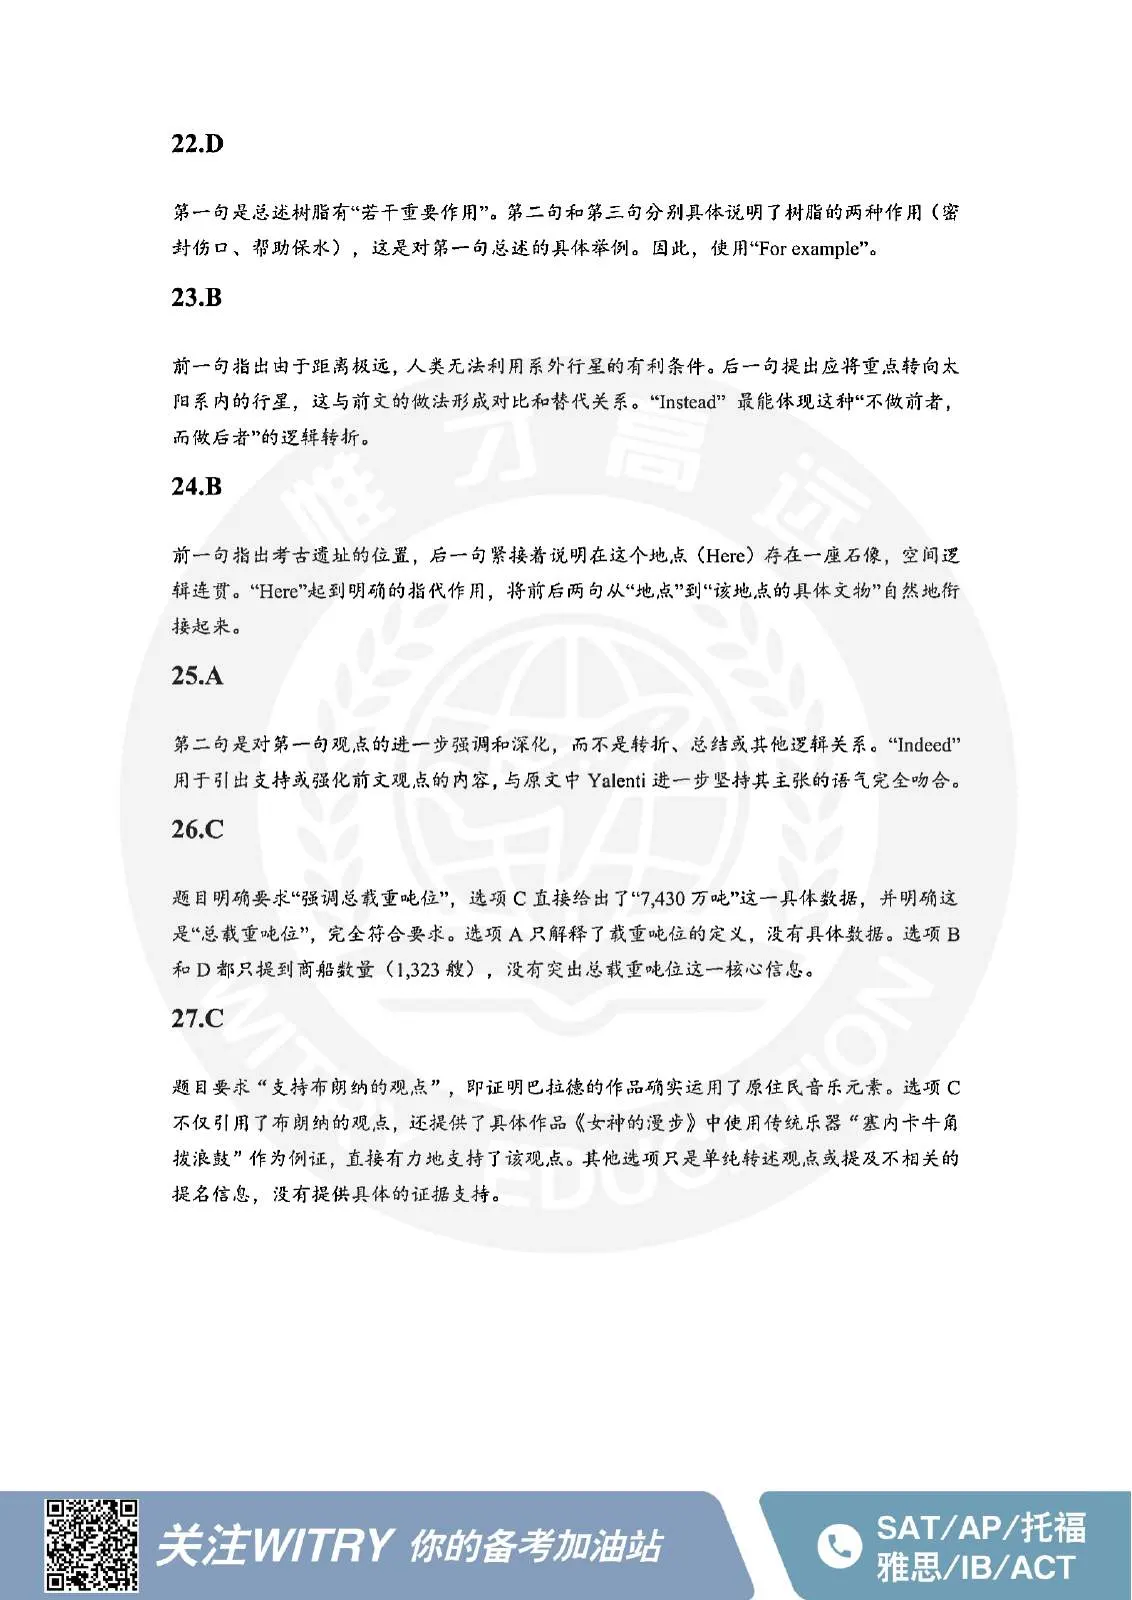 22.D
第一句是总述树脂有“若干重要作用”。第二句和第三句分别具体说明了树脂的两种作用（密
封伤口、帮助保水），这是对第一句总述的具体举例。因此，使用“For example”。
23.B
前一句指出由于距离极远，人类无法利用系外行星的有利条件。后一句提出应将重点转向太
阳系内的行星，这与前文的做法形成对比和替代关系。“Instead” 最能体现这种“不做前者，
而做后者”的逻辑转折。
24.B
前一句指出考古遗址的位置，后一句紧接着说明在这个地点（Here）存在一座石像，空间逻
辑连贯。“Here”起到明确的指代作用，将前后两句从“地点”到“该地点的具体文物”自然地衔
接起来。
25.A
第二句是对第一句观点的进一步强调和深化，而不是转折、总结或其他逻辑关系。“Indeed”
用于引出支持或强化前文观点的内容，与原文中 Yalenti 进一步坚持其主张的语气完全吻合。
26.C
题目明确要求“强调总载重吨位”，选项 C 直接给出了“7,430 万吨”这一具体数据，并明确这
是“总载重吨位”，完全符合要求。选项 A 只解释了载重吨位的定义，没有具体数据。选项 B
和 D 都只提到商船数量（1,323 艘），没有突出总载重吨位这一核心信息。
27.C
题目要求“支持布朗纳的观点”，即证明巴拉德的作品确实运用了原住民音乐元素。选项 C
不仅引用了布朗纳的观点，还提供了具体作品《女神的漫步》中使用传统乐器“塞内卡牛角
拨浪鼓”作为例证，直接有力地支持了该观点。其他选项只是单纯转述观点或提及不相关的
提名信息，没有提供具体的证据支持。
惟才高远
WITRY EDUCATION
关注WITRY 你的备考加油站
SAT/AP/托福
雅思/IB/ACT